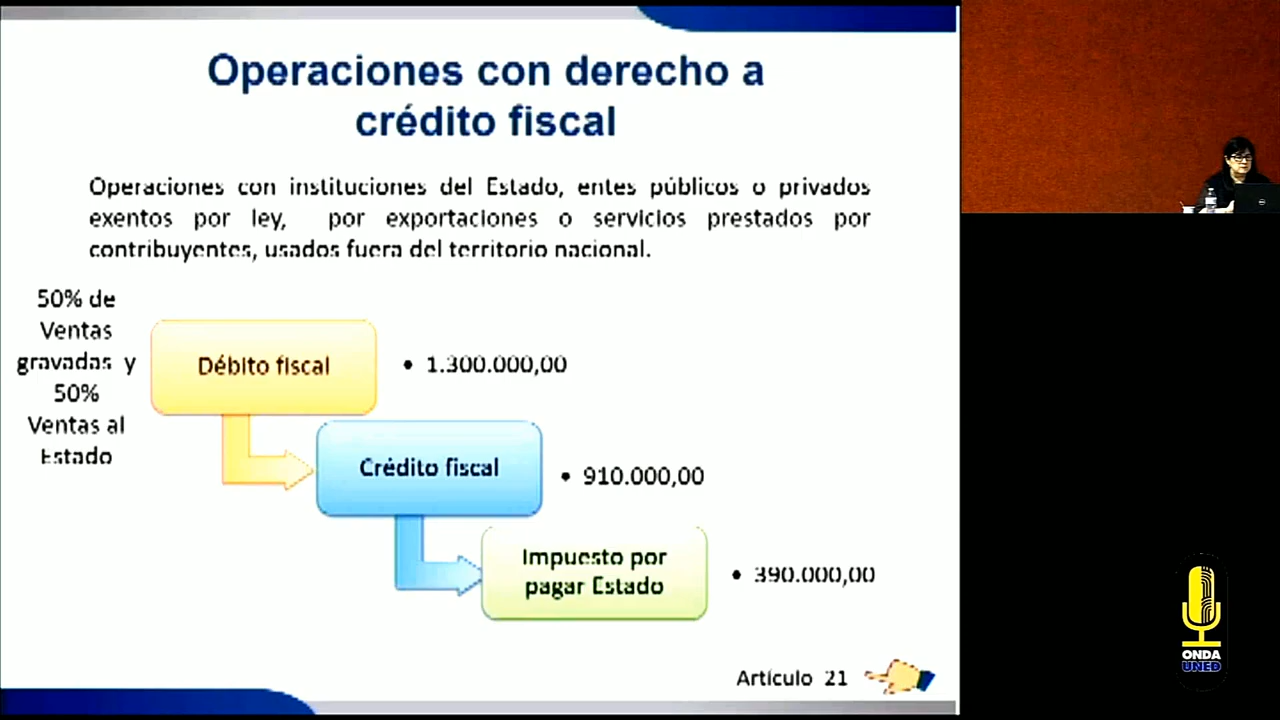 Operaciones con derecho a
crédito fiscal
Operaciones con instituciones del Estado, entes públicos o privados
exentos por ley, por exportaciones o servicios prestados por
contribuyentes, usados fuera del territorio nacional.
50% de
Ventas
gravadas y
50%
Ventas al
Estado
Débito fiscal
• 1.300.000,00
Crédito fiscal
• 910.000,00
Impuesto por
pagar Estado
• 390.000,00
Artículo 21
ONDA
UNED